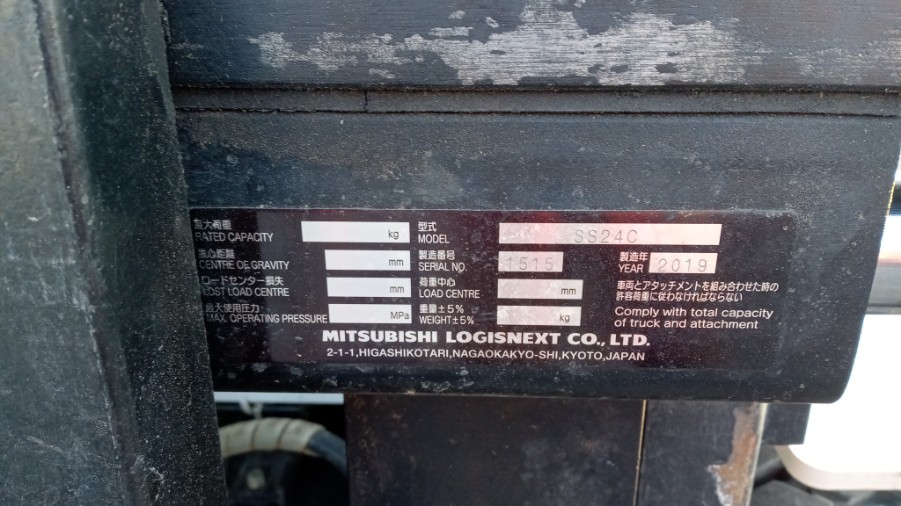 最大荷重
RATED CAPACITY kg
重心距離
CENTRE OF GRAVITY mm
ロードセンター損失
LOST LOAD CENTRE mm
最大使用圧力
MAX. OPERATING PRESSURE MPa
型式
MODEL SS24C
製造番号
SERIAL NO. 1515
製造年
YEAR 2019
荷重中心
LOAD CENTRE mm
重量±5%
WEIGHT±5% kg
車両とアタッチメントを組み合わせた時の
許容荷重に従わなければならない
Comply with total capacity
of truck and attachment
MITSUBISHI LOGISNEXT CO., LTD.
2-1-1,HIGASHIKOTARI,NAGAOKAKYO-SHI,KYOTO,JAPAN